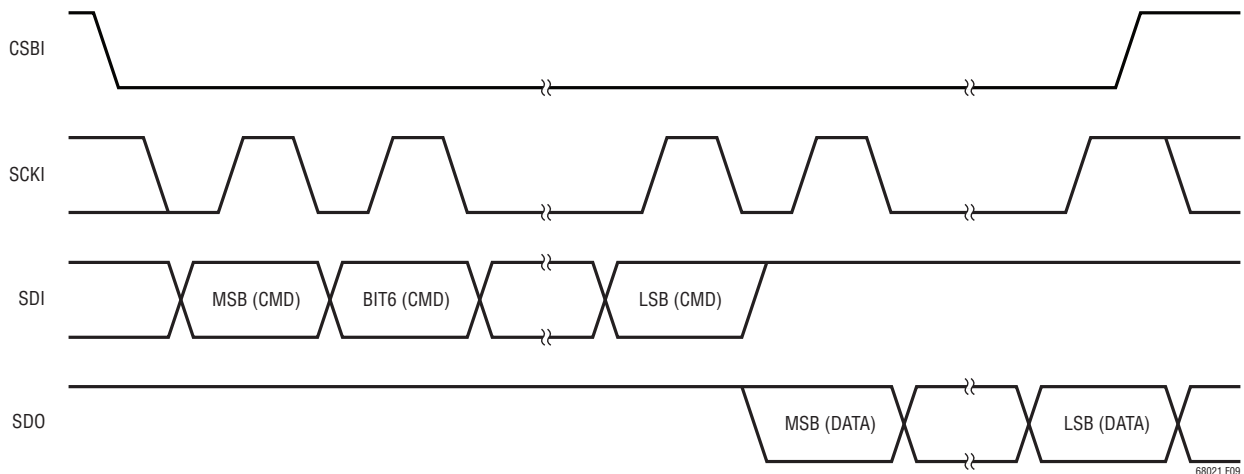 CSBI
SCKI
SDI
MSB (CMD) BIT6 (CMD) LSB (CMD)
SDO
MSB (DATA) LSB (DATA)
68021 F09